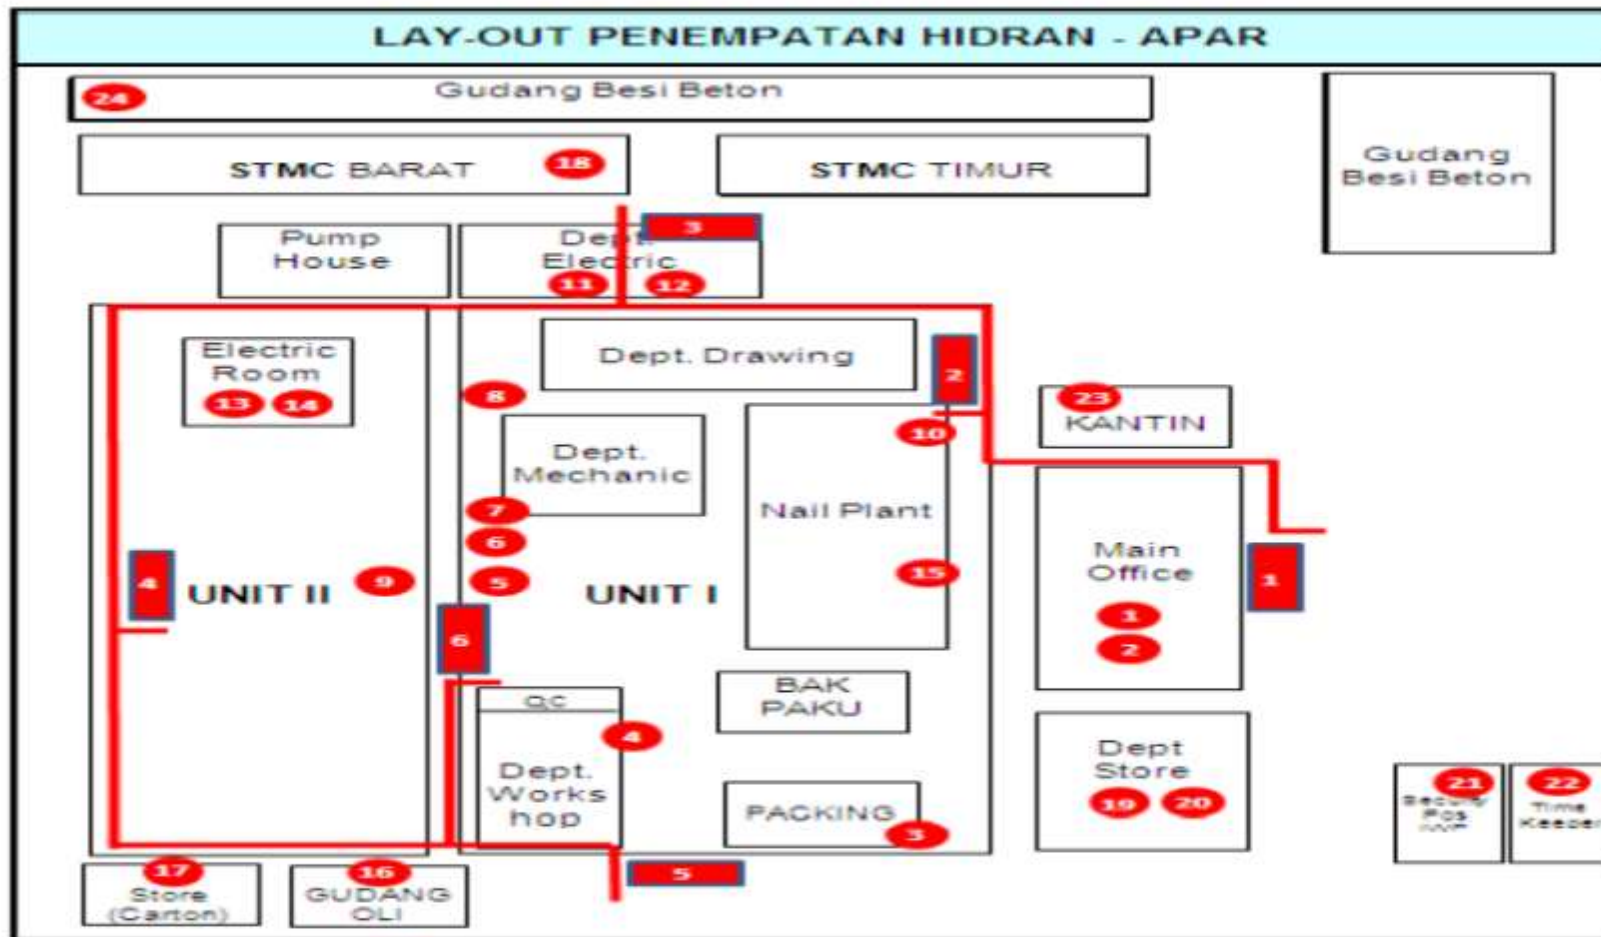 LAY-OUT PENEMPATAN HIDRAN - APAR
24
Gudang Besi Beton
STMC BARAT
18
STMC TIMUR
Gudang
Besi Beton
Pump
House
3
Dept.
Electric
11
12
Electric
Room
13
14
Dept. Drawing
2
8
23
KANTIN
10
Dept.
Mechanic
7
6
5
Nail Plant
15
Main
Office
1
2
1
4
UNIT II
9
UNIT I
6
QC
4
Dept.
Works
hop
BAK
PAKU
PACKING
3
Dept
Store
19
20
21
Pos
22
Time
Keeper
17
Store
(Carton)
16
GUDANG
OLI
5